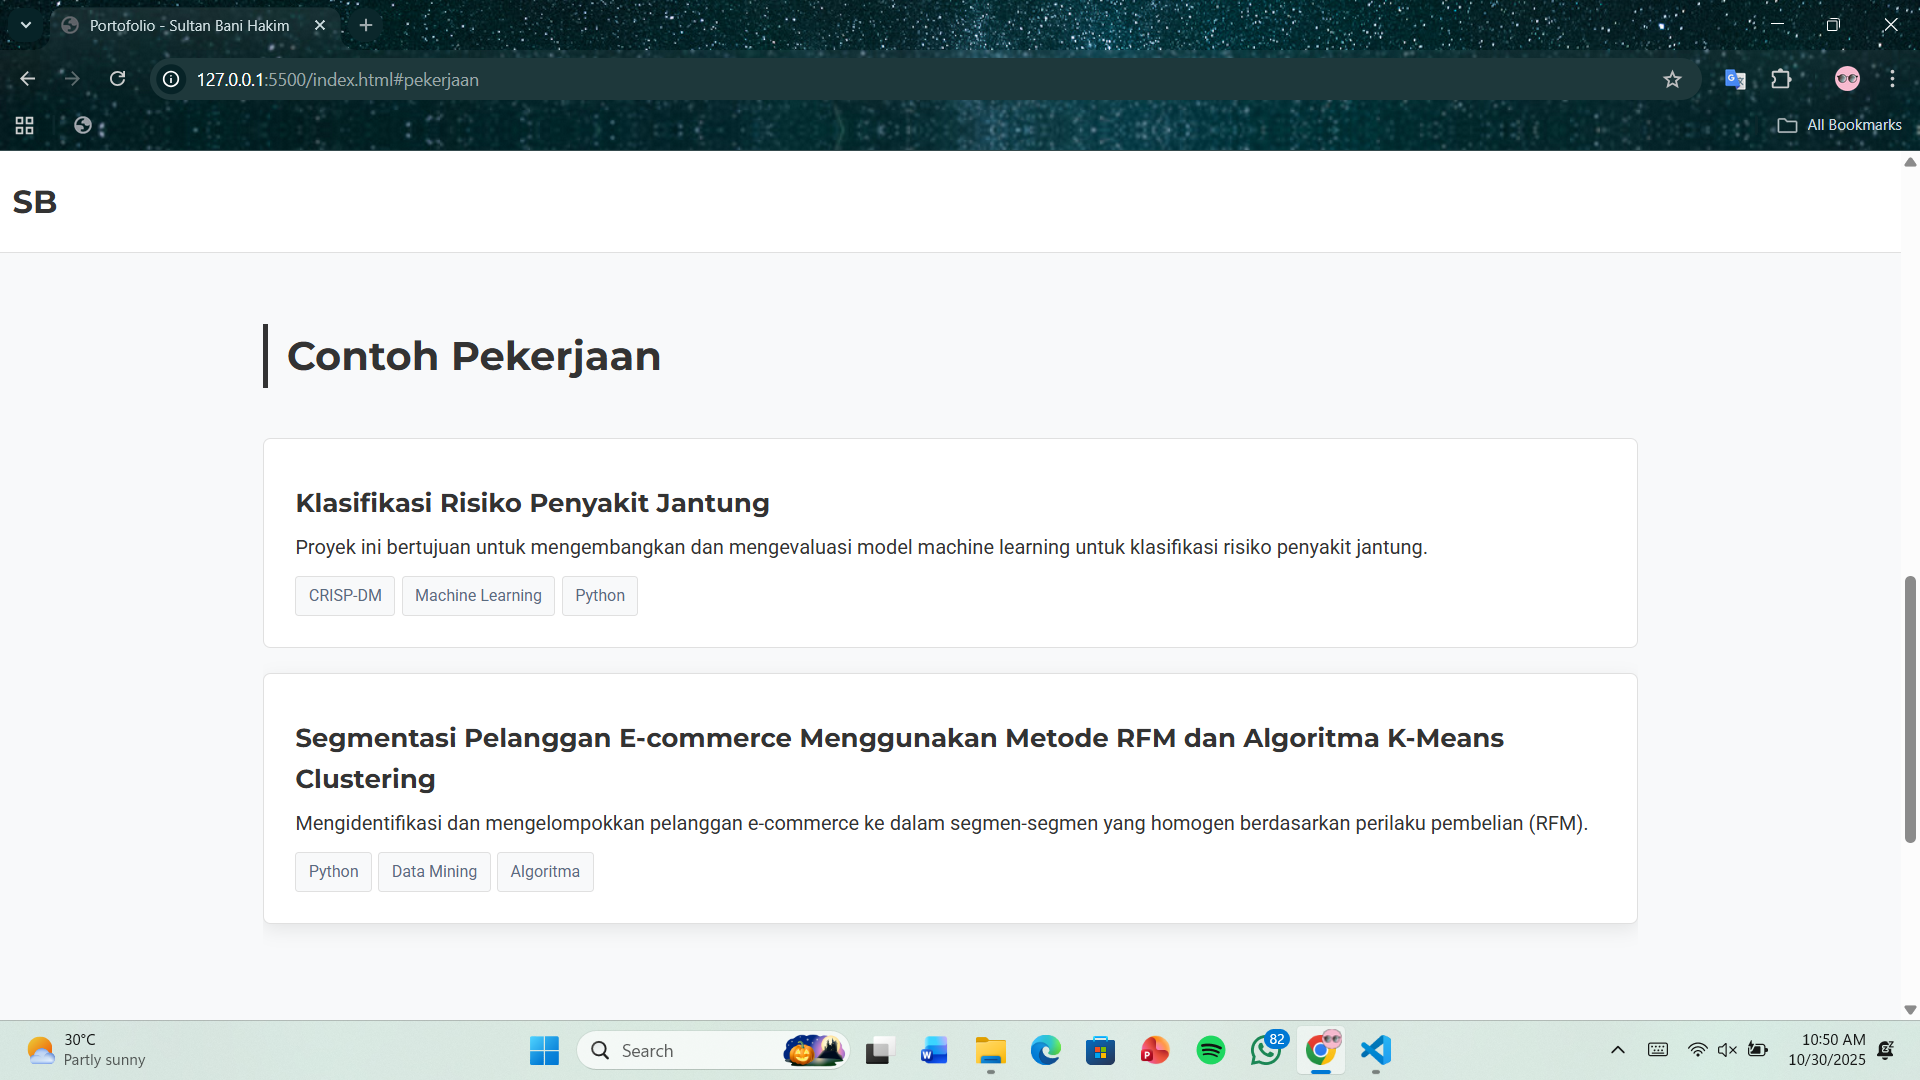 Portofolio - Sultan Bani Hakim
127.0.0.1:5500/index.html#pekerjaan
All Bookmarks
SB
Contoh Pekerjaan
Klasifikasi Risiko Penyakit Jantung
Proyek ini bertujuan untuk mengembangkan dan mengevaluasi model machine learning untuk klasifikasi risiko penyakit jantung.
CRISP-DM Machine Learning Python
Segmentasi Pelanggan E-commerce Menggunakan Metode RFM dan Algoritma K-Means
Clustering
Mengidentifikasi dan mengelompokkan pelanggan e-commerce ke dalam segmen-segmen yang homogen berdasarkan perilaku pembelian (RFM).
Python Data Mining Algoritma
30°C
Partly sunny
Search
82
10:50 AM
10/30/2025